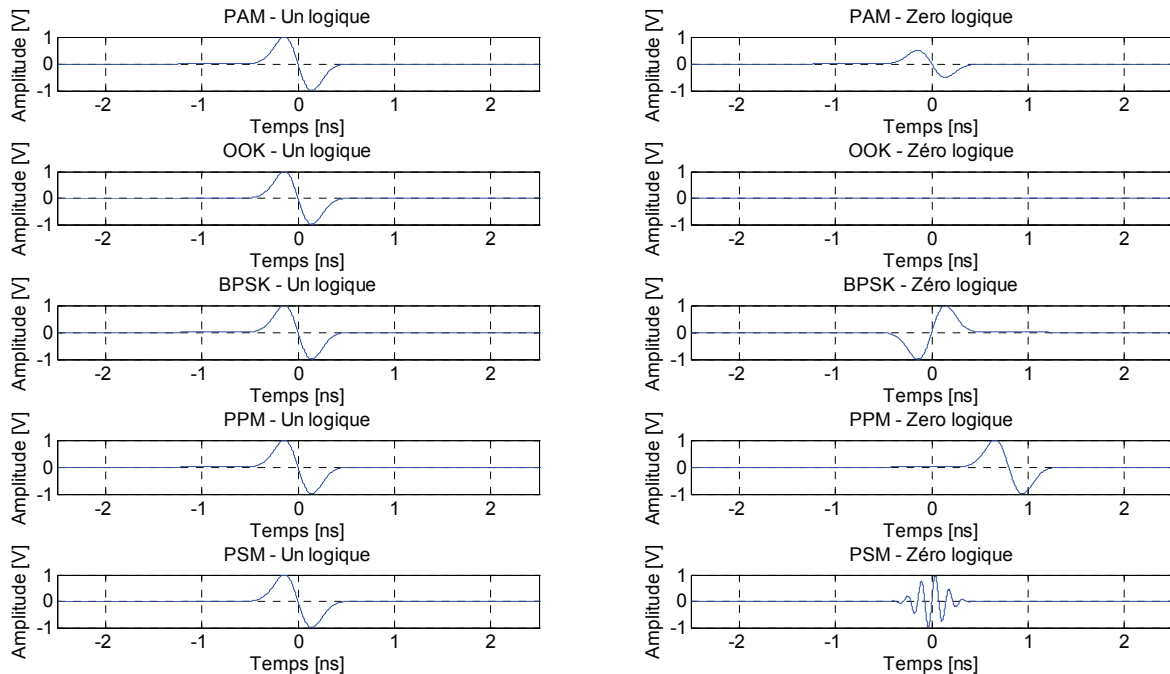 PAM - Un logique
Amplitude [V]
1
0
-1
-2 -1 0 1 2
Temps [ns]
PAM - Zero logique
Amplitude [V]
1
0
-1
-2 -1 0 1 2
Temps [ns]
OOK - Un logique
Amplitude [V]
1
0
-1
-2 -1 0 1 2
Temps [ns]
OOK - Zéro logique
Amplitude [V]
1
0
-1
-2 -1 0 1 2
Temps [ns]
BPSK - Un logique
Amplitude [V]
1
0
-1
-2 -1 0 1 2
Temps [ns]
BPSK - Zéro logique
Amplitude [V]
1
0
-1
-2 -1 0 1 2
Temps [ns]
PPM - Un logique
Amplitude [V]
1
0
-1
-2 -1 0 1 2
Temps [ns]
PPM - Zero logique
Amplitude [V]
1
0
-1
-2 -1 0 1 2
Temps [ns]
PSM - Un logique
Amplitude [V]
1
0
-1
-2 -1 0 1 2
Temps [ns]
PSM - Zéro logique
Amplitude [V]
1
0
-1
-2 -1 0 1 2
Temps [ns]